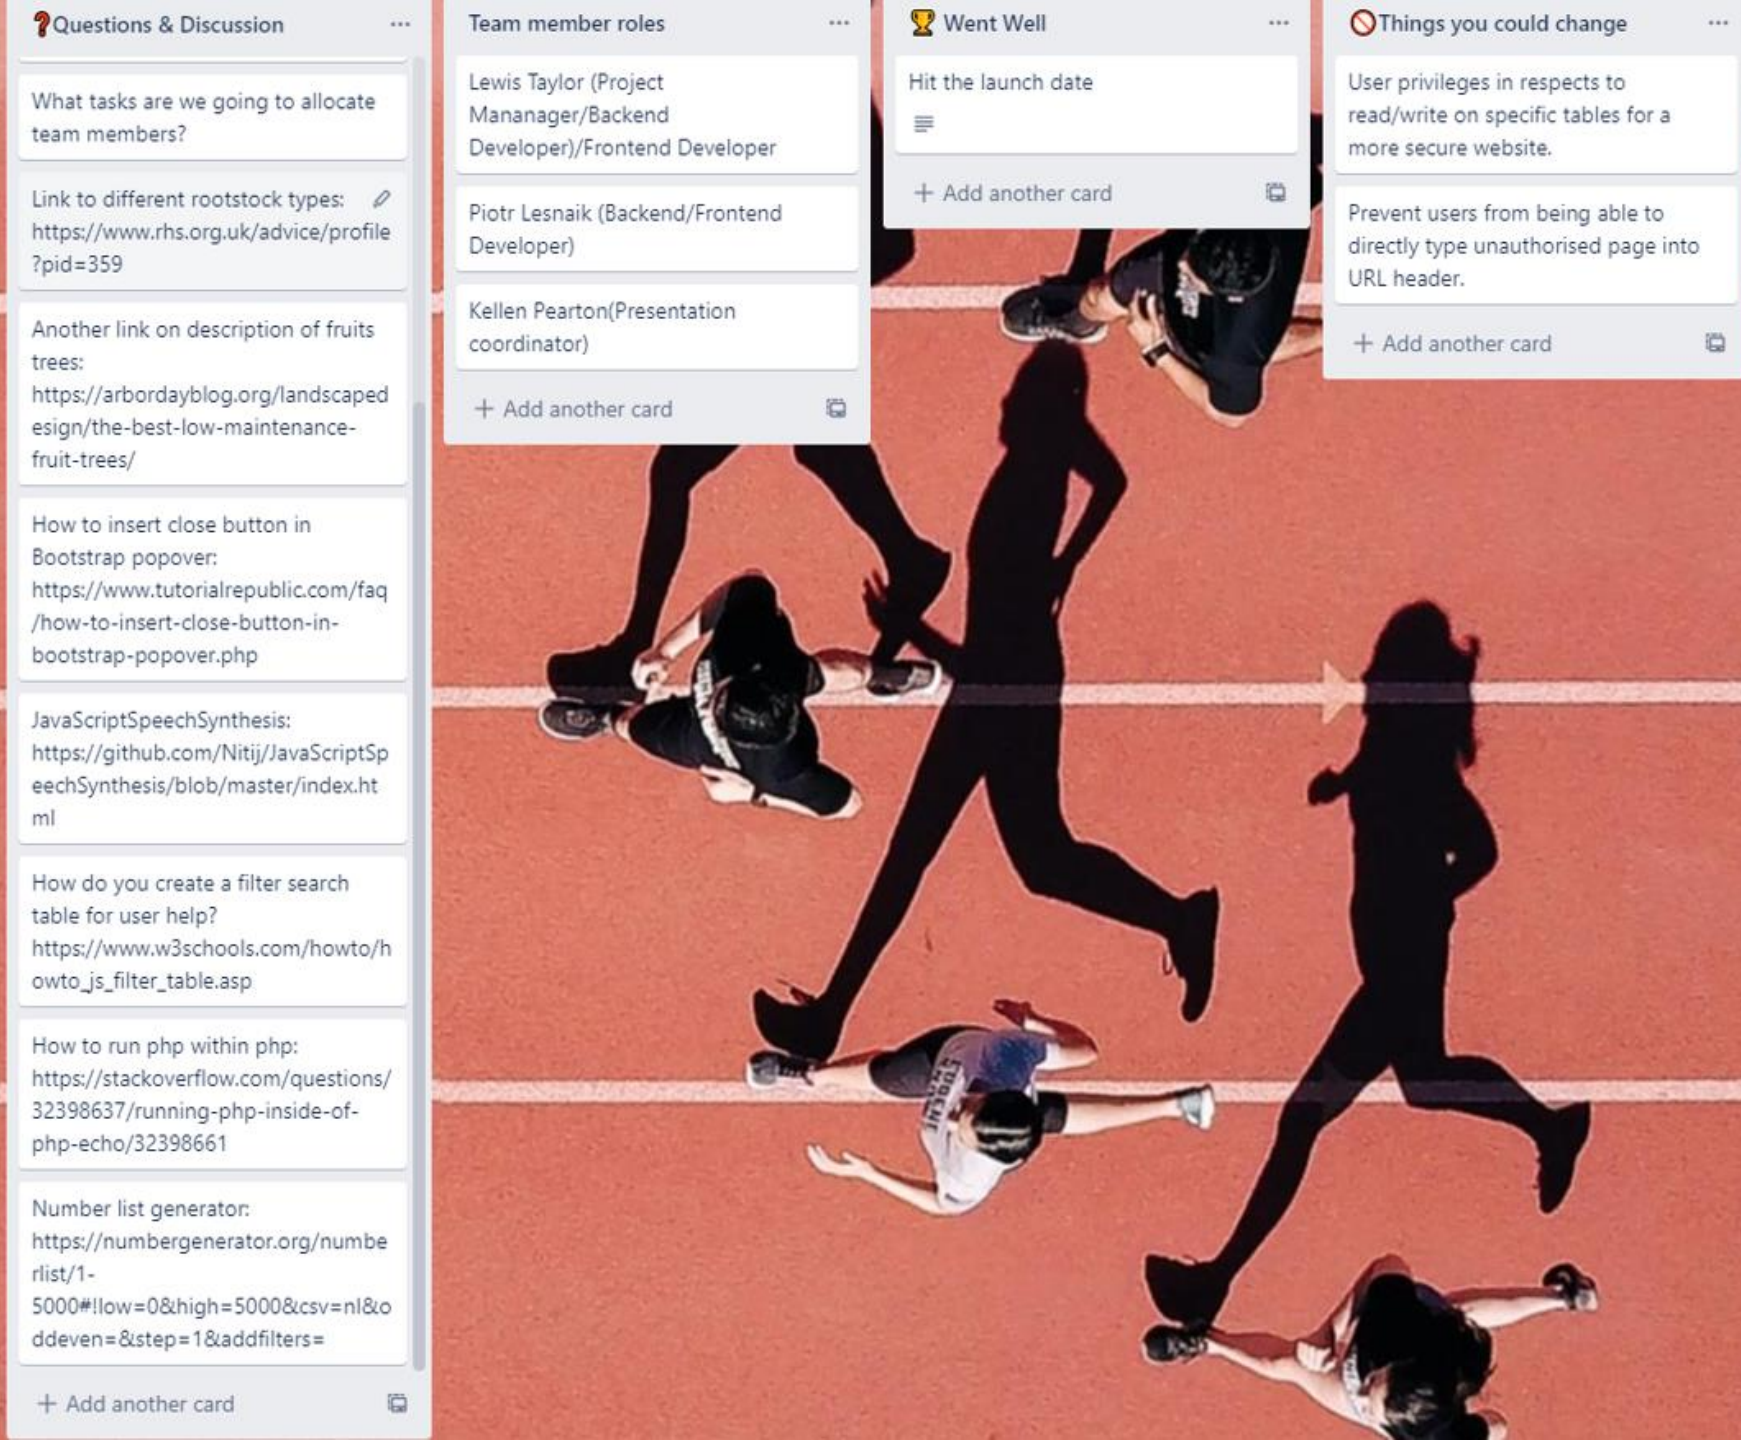 ❓Questions & Discussion
What tasks are we going to allocate
team members?
Link to different rootstock types:
https://www.rhs.org.uk/advice/profile
?pid=359
Another link on description of fruits
trees:
https://arbordayblog.org/landscaped
esign/the-best-low-maintenance-
fruit-trees/
How to insert close button in
Bootstrap popover:
https://www.tutorialrepublic.com/faq
/how-to-insert-close-button-in-
bootstrap-popover.php
JavaScriptSpeechSynthesis:
https://github.com/Nitij/JavaScriptSp
eechSynthesis/blob/master/index.ht
ml
How do you create a filter search
table for user help?
https://www.w3schools.com/howto/h
owto_js_filter_table.asp
How to run php within php:
https://stackoverflow.com/questions/
32398637/running-php-inside-of-
php-echo/32398661
Number list generator:
https://numbergenerator.org/numbe
rlist/1-
5000#!low=0&high=5000&csv=nl&o
ddeven=&step=1&addfilters=
+ Add another card
Team member roles
Lewis Taylor (Project
Mananager/Backend
Developer)/Frontend Developer
Piotr Lesnaik (Backend/Frontend
Developer)
Kellen Pearton(Presentation
coordinator)
+ Add another card
🏆 Went Well
Hit the launch date
+ Add another card
🚫Things you could change
User privileges in respects to
read/write on specific tables for a
more secure website.
Prevent users from being able to
directly type unauthorised page into
URL header.
+ Add another card
EUGENE